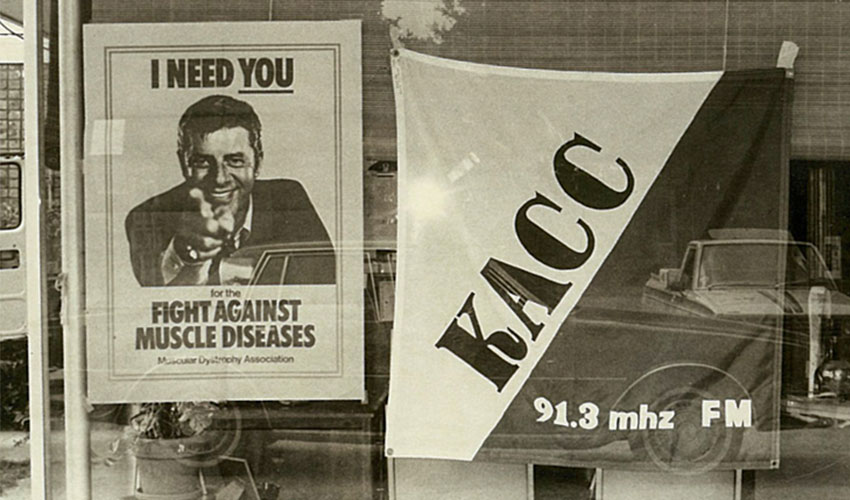 I NEED YOU
for the
FIGHT AGAINST
MUSCLE DISEASES
Muscular Dystrophy Association
KACC
91.3 mhz FM